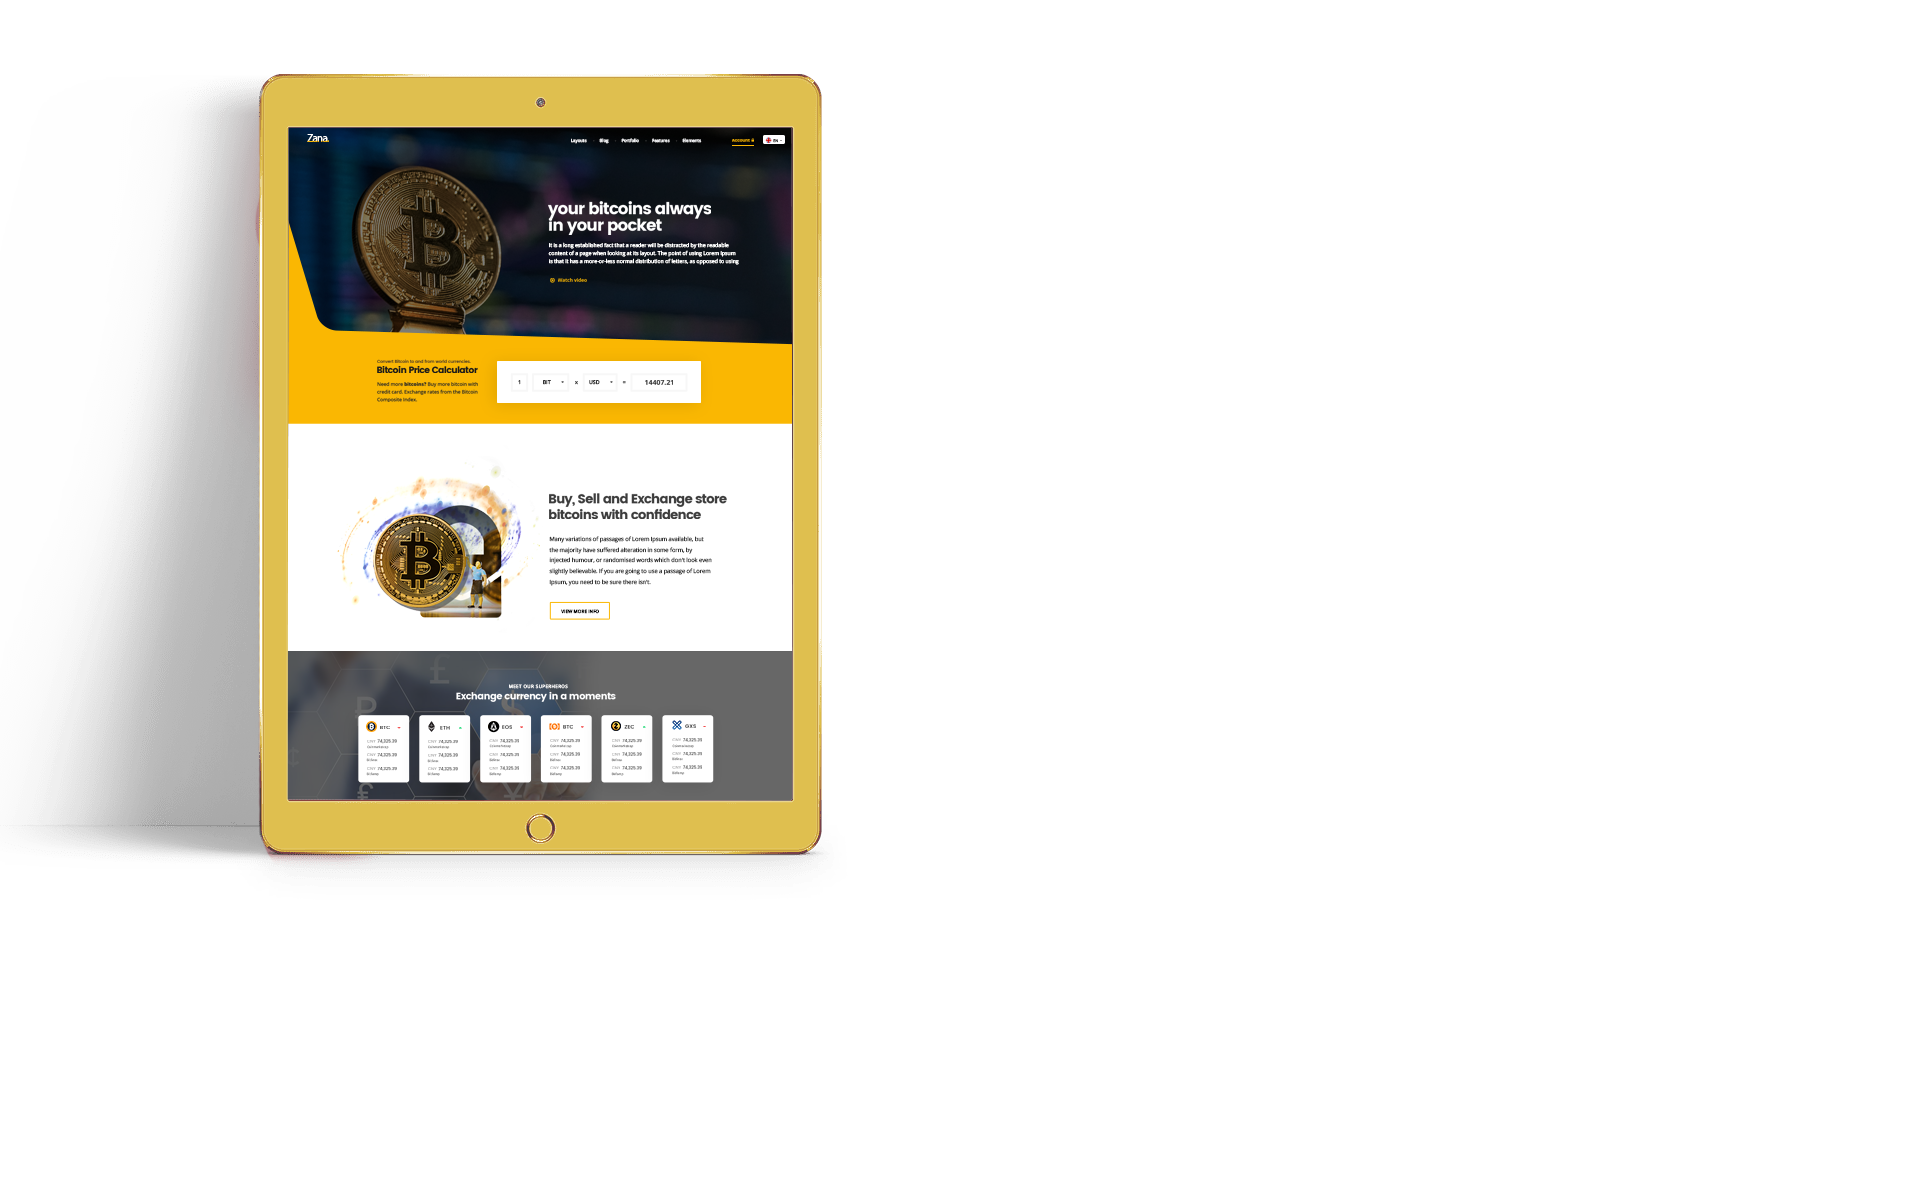 Zana.
Layouts Blog Portfolio Features Elements ACCOUNT EN
your bitcoins always
in your pocket
It is a long established fact that a reader will be distracted by the readable
content of a page when looking at its layout. The point of using Lorem Ipsum
is that it has a more-or-less normal distribution of letters, as opposed to using
Watch video
Convert Bitcoin to and from world currencies.
Bitcoin Price Calculator
Need more bitcoins? Buy more bitcoin with
credit card. Exchange rates from the Bitcoin
Composite Index.
1 BIT x USD = 14407.21
Buy, Sell and Exchange store
bitcoins with confidence
Many variations of passages of Lorem Ipsum available, but
the majority have suffered alteration in some form, by
injected humour, or randomised words which don't look even
slightly believable. If you are going to use a passage of Lorem
Ipsum, you need to be sure there isn't.
VIEW MORE INFO
MEET OUR SUPERHEROS
Exchange currency in a moments
BTC ETH EOS BTC ZEC GXS
CNY 74,325.39 CNY 74,325.39 CNY 74,325.39 CNY 74,325.39 CNY 74,325.39 CNY 74,325.39
CNY 74,325.39 CNY 74,325.39 CNY 74,325.39 CNY 74,325.39 CNY 74,325.39 CNY 74,325.39
CNY 74,325.39 CNY 74,325.39 CNY 74,325.39 CNY 74,325.39 CNY 74,325.39 CNY 74,325.39